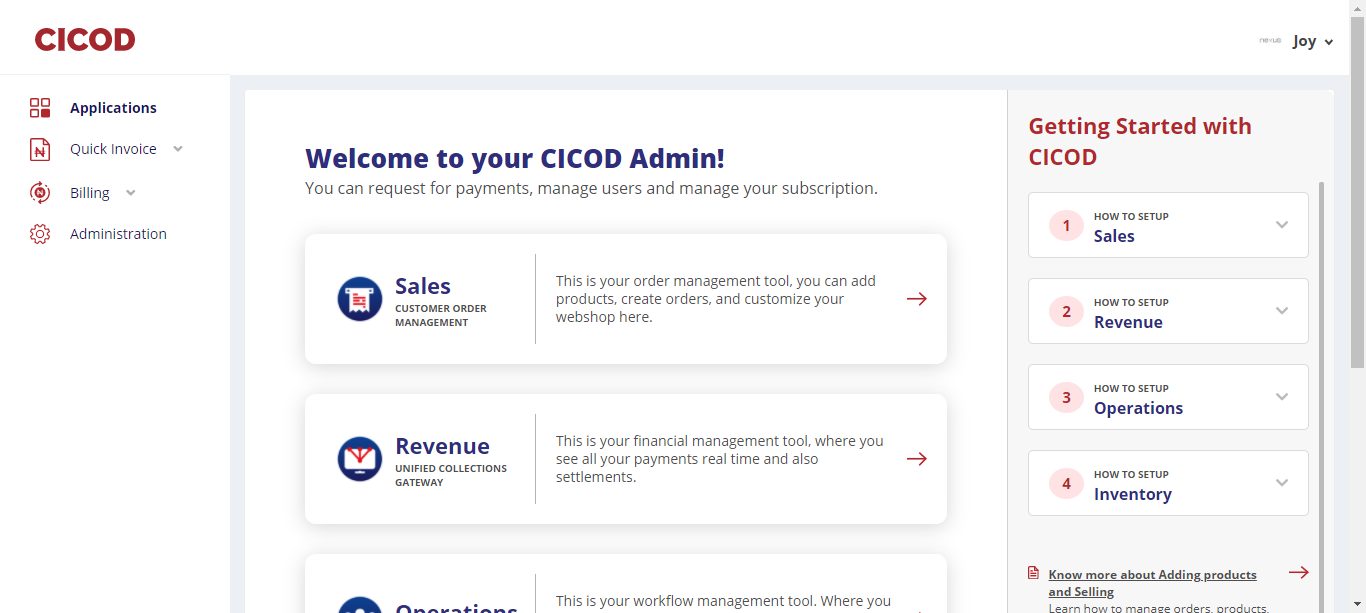 CICOD
nexus
Joy
Applications
Quick Invoice
Billing
Administration
Welcome to your CICOD Admin!
You can request for payments, manage users and manage your subscription.
Sales
CUSTOMER ORDER
MANAGEMENT
This is your order management tool, you can add
products, create orders, and customize your
webshop here.
Revenue
UNIFIED COLLECTIONS
GATEWAY
This is your financial management tool, where you
see all your payments real time and also
settlements.
Operations
This is your workflow management tool. Where you
Getting Started with
CICOD
1
HOW TO SETUP
Sales
2
HOW TO SETUP
Revenue
3
HOW TO SETUP
Operations
4
HOW TO SETUP
Inventory
Know more about Adding products
and Selling
Learn how to manage orders, products,